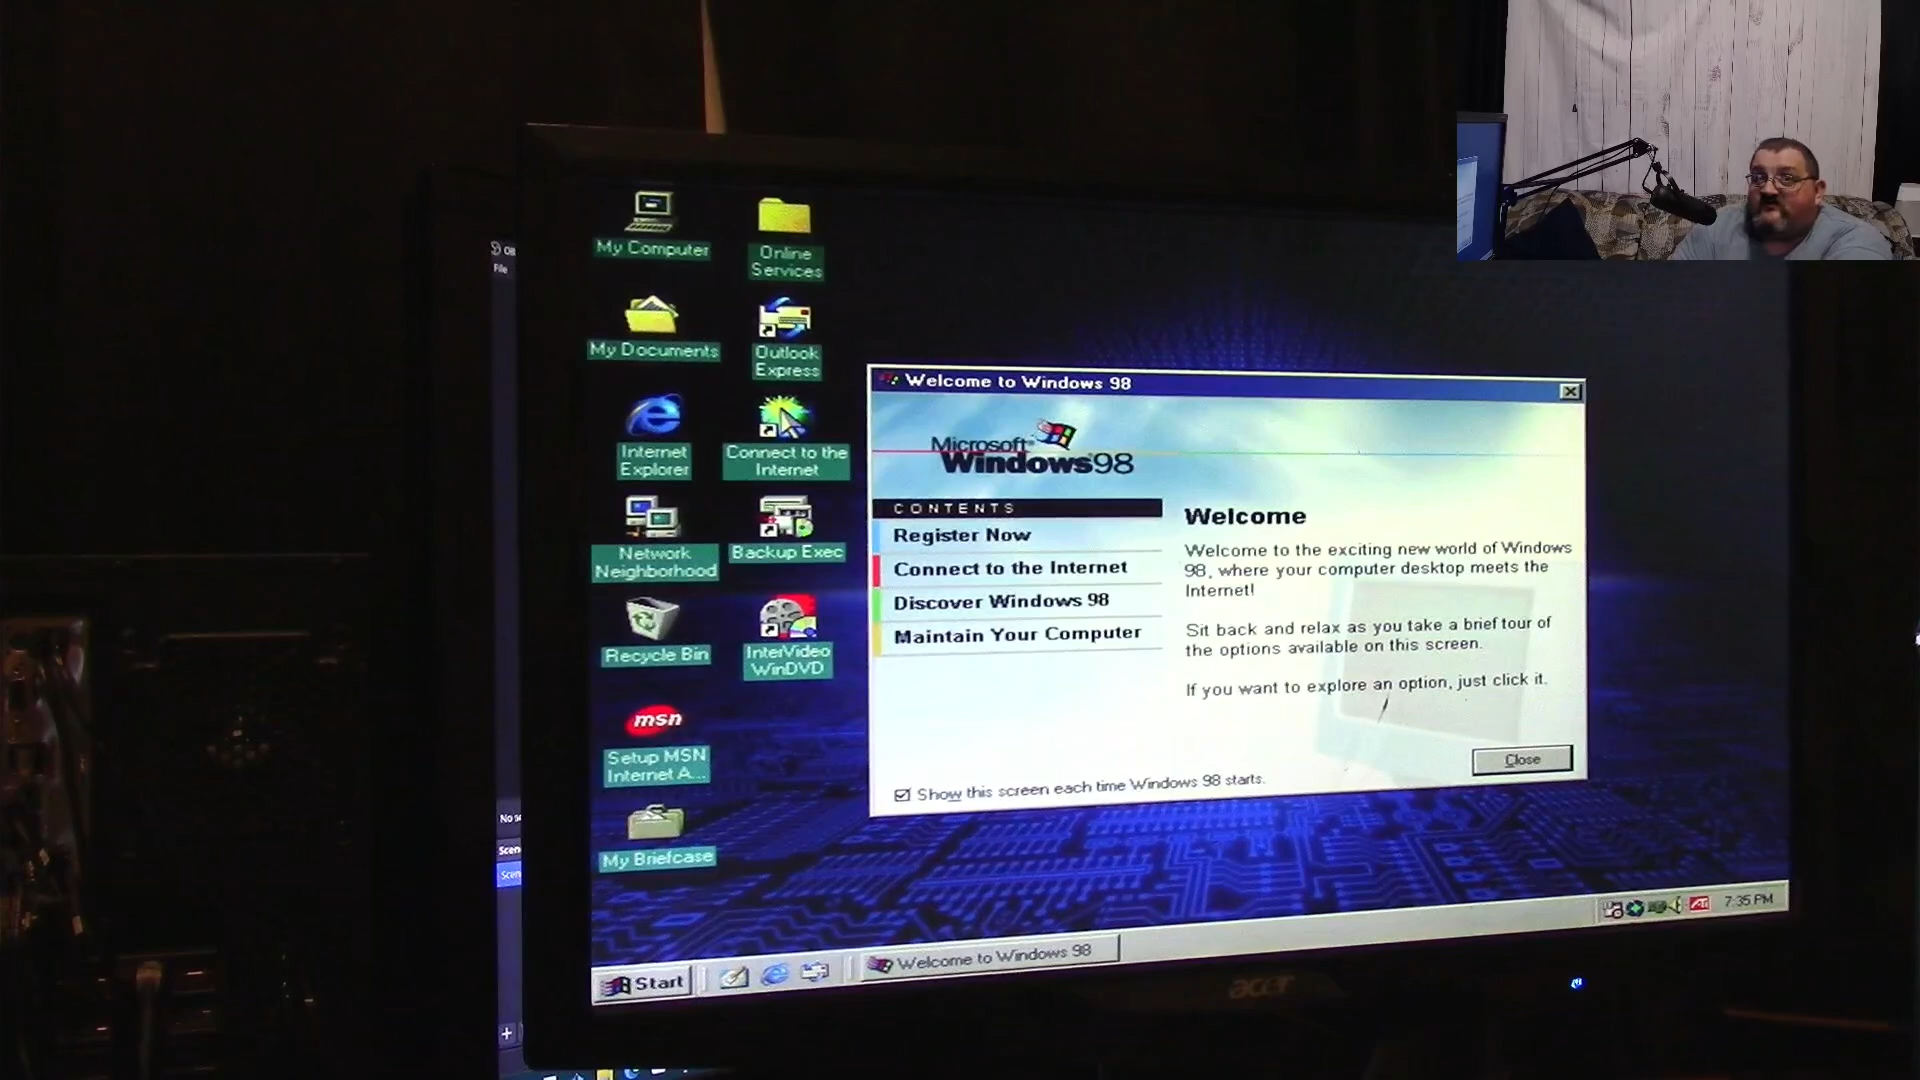 My Computer
Online
Services
My Documents
Outlook
Express
Internet
Explorer
Connect to the
Internet
Network
Neighborhood
Backup Exec
Recycle Bin
InterVideo
WinDVD
msn
Setup MSN
Internet A...
My Briefcase
Welcome to Windows 98
Microsoft
Windows 98
CONTENTS
Register Now
Connect to the Internet
Discover Windows 98
Maintain Your Computer
Welcome
Welcome to the exciting new world of Windows
98, where your computer desktop meets the
Internet!
Sit back and relax as you take a brief tour of
the options available on this screen.
If you want to explore an option, just click it.
Close
Show this screen each time Windows 98 starts.
Start
Welcome to Windows 98
ATi
7:35 PM
acer
File